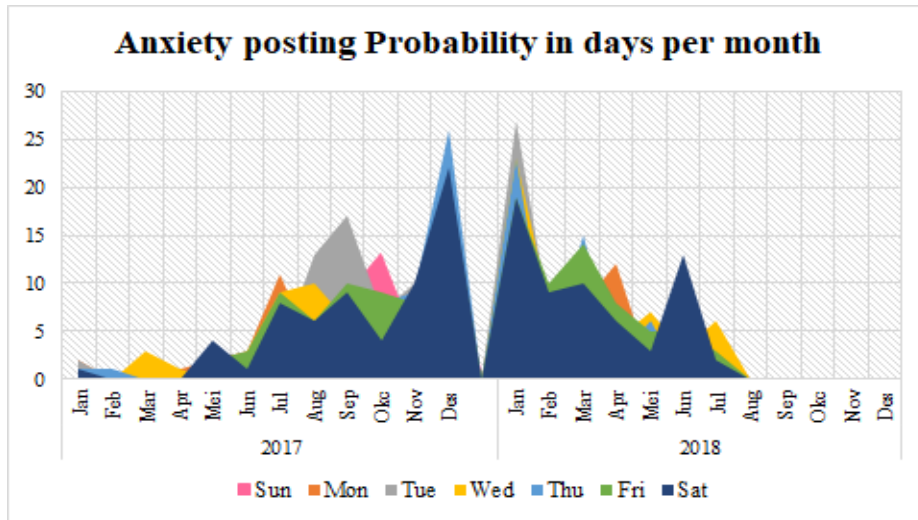 Anxiety posting Probability in days per month
30
25
20
15
10
5
0
Jan Feb Mar Apr Mei Jun Jul Aug Sep Okc Nov Des Jan Feb Mar Apr Mei Jun Jul Aug Sep Okc Nov Des
2017 2018
Sun Mon Tue Wed Thu Fri Sat